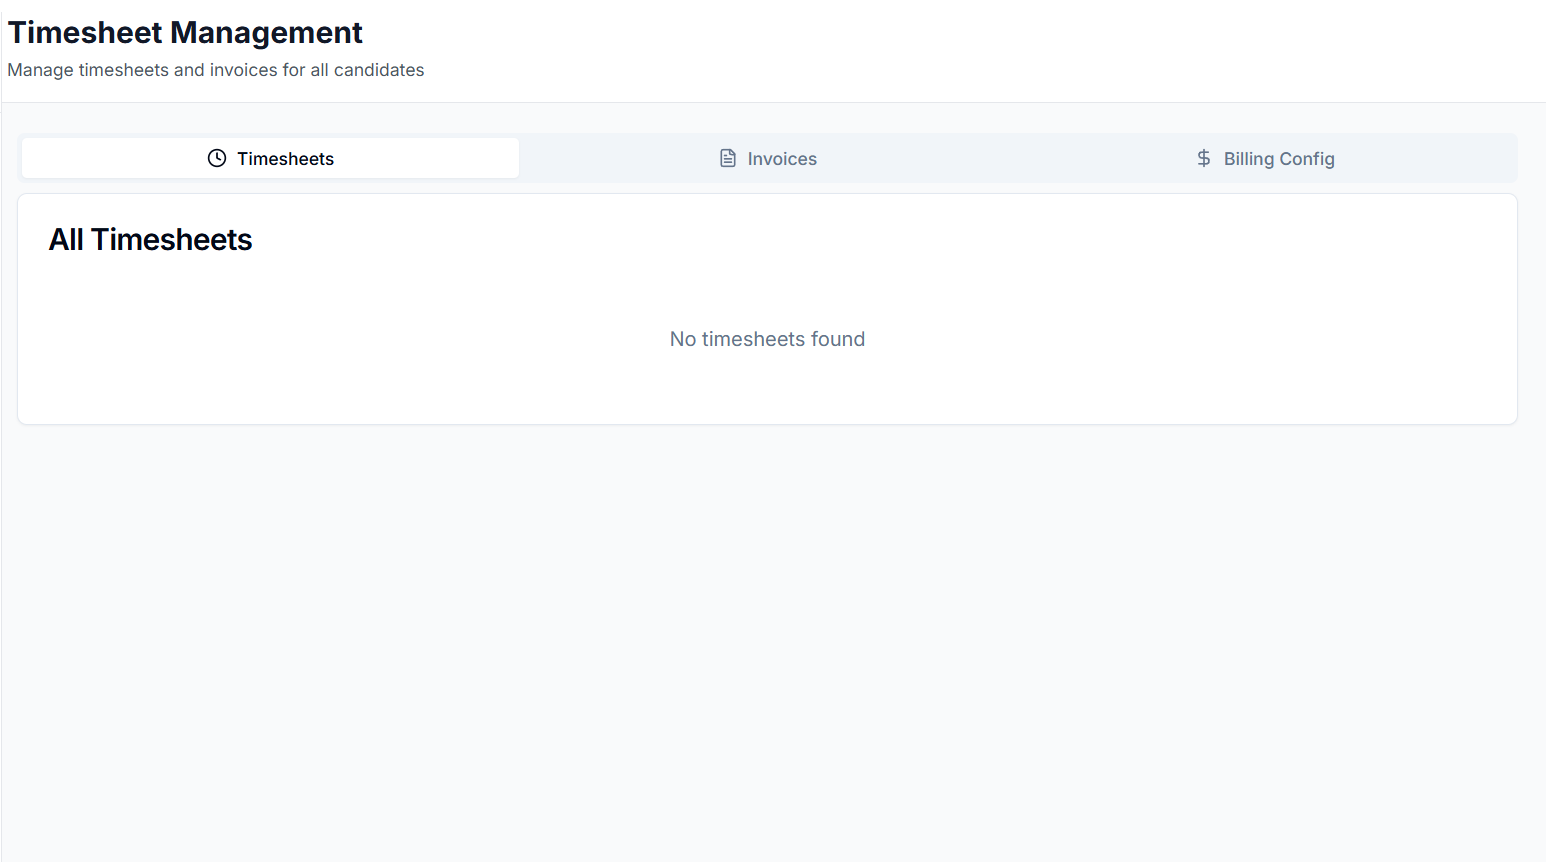 Timesheet Management
Manage timesheets and invoices for all candidates
Timesheets
Invoices
Billing Config
All Timesheets
No timesheets found